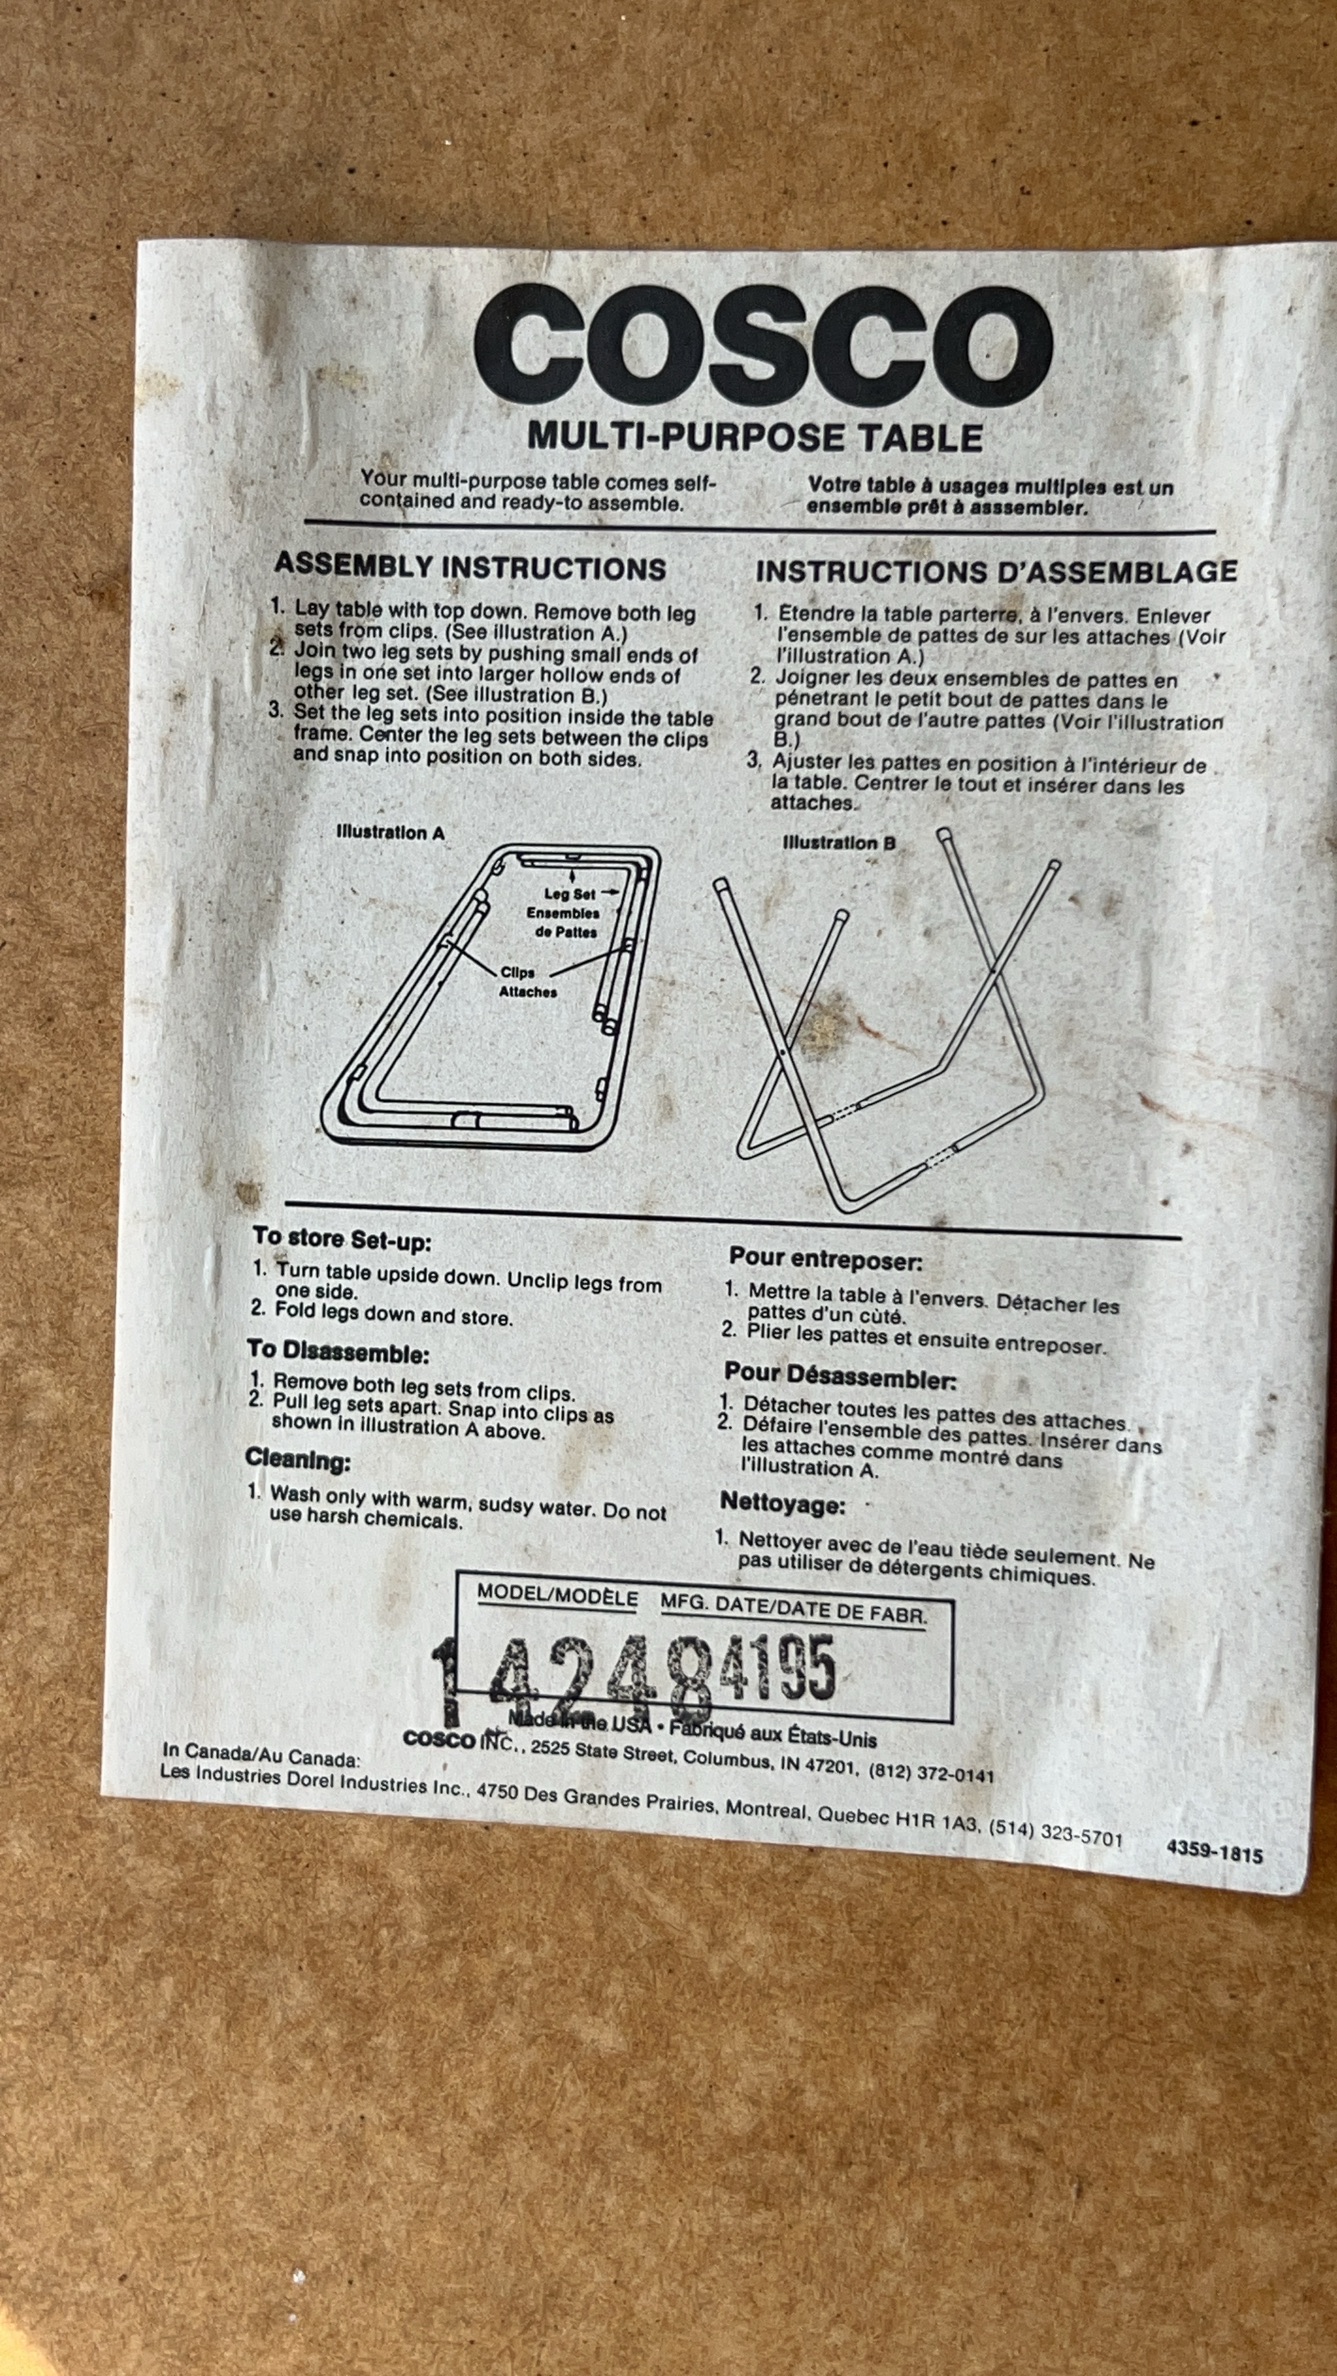 COSCO
MULTI-PURPOSE TABLE
Your multi-purpose table comes self-
contained and ready-to assemble.
Votre table à usages multiples est un
ensemble prêt à asssembler.
ASSEMBLY INSTRUCTIONS
1. Lay table with top down. Remove both leg
sets from clips. (See illustration A.)
2. Join two leg sets by pushing small ends of
legs in one set into larger hollow ends of
other leg set. (See illustration B.)
3. Set the leg sets into position inside the table
frame. Center the leg sets between the clips
and snap into position on both sides.
INSTRUCTIONS D'ASSEMBLAGE
1. Etendre la table parterre, à l'envers. Enlever
l'ensemble de pattes de sur les attaches (Voir
l'illustration A.)
2. Joigner les deux ensembles de pattes en
pénetrant le petit bout de pattes dans le
grand bout de l'autre pattes (Voir l'illustration
B.)
3. Ajuster les pattes en position à l'intérieur de
la table. Centrer le tout et insérer dans les
attaches.
Illustration A
Leg Set
Ensembles
de Pattes
Clips
Attaches
Illustration B
To store Set-up:
1. Turn table upside down. Unclip legs from
one side.
2. Fold legs down and store.
To Disassemble:
1. Remove both leg sets from clips.
2. Pull leg sets apart. Snap into clips as
shown in illustration A above.
Cleaning:
1. Wash only with warm, sudsy water. Do not
use harsh chemicals.
Pour entreposer:
1. Mettre la table à l'envers. Détacher les
pattes d'un cùté.
2. Plier les pattes et ensuite entreposer.
Pour Désassembler:
1. Détacher toutes les pattes des attaches.
2. Défaire l'ensemble des pattes. Insérer dans
les attaches comme montré dans
l'illustration A.
Nettoyage:
1. Nettoyer avec de l'eau tiède seulement. Ne
pas utiliser de détergents chimiques.
MODEL/MODÈLE MFG. DATE/DATE DE FABR.
14248 4195
Made in the USA • Fabriqué aux États-Unis
COSCO INC., 2525 State Street, Columbus, IN 47201, (812) 372-0141
In Canada/Au Canada:
Les Industries Dorel Industries Inc., 4750 Des Grandes Prairies, Montreal, Quebec H1R 1A3, (514) 323-5701
4359-1815